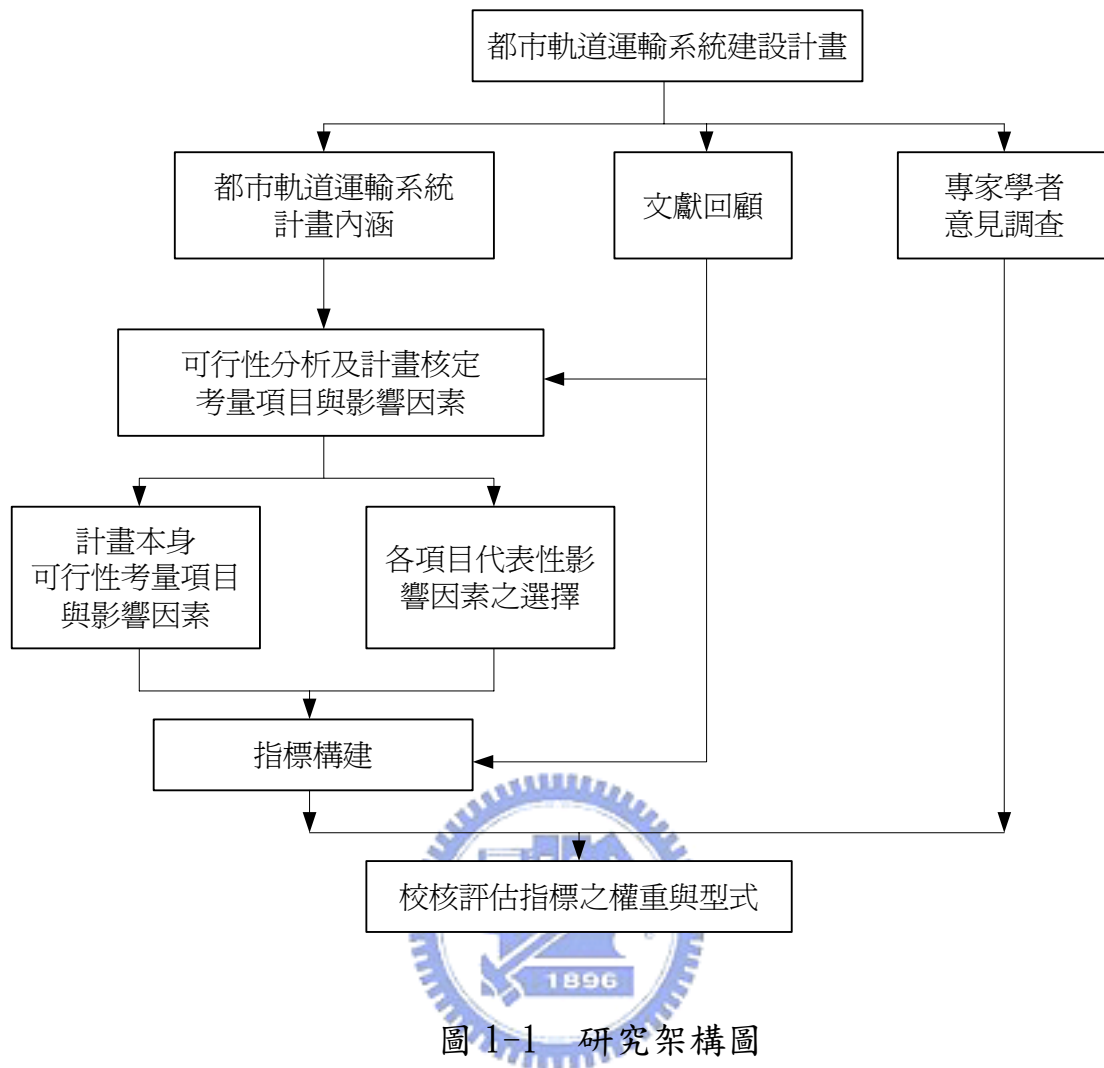 都市軌道運輸系統建設計畫
都市軌道運輸系統
計畫內涵
文獻回顧
專家學者
意見調查
可行性分析及計畫核定
考量項目與影響因素
計畫本身
可行性考量項目
與影響因素
各項目代表性影
響因素之選擇
指標構建
校核評估指標之權重與型式
1896
圖 1-1 研究架構圖